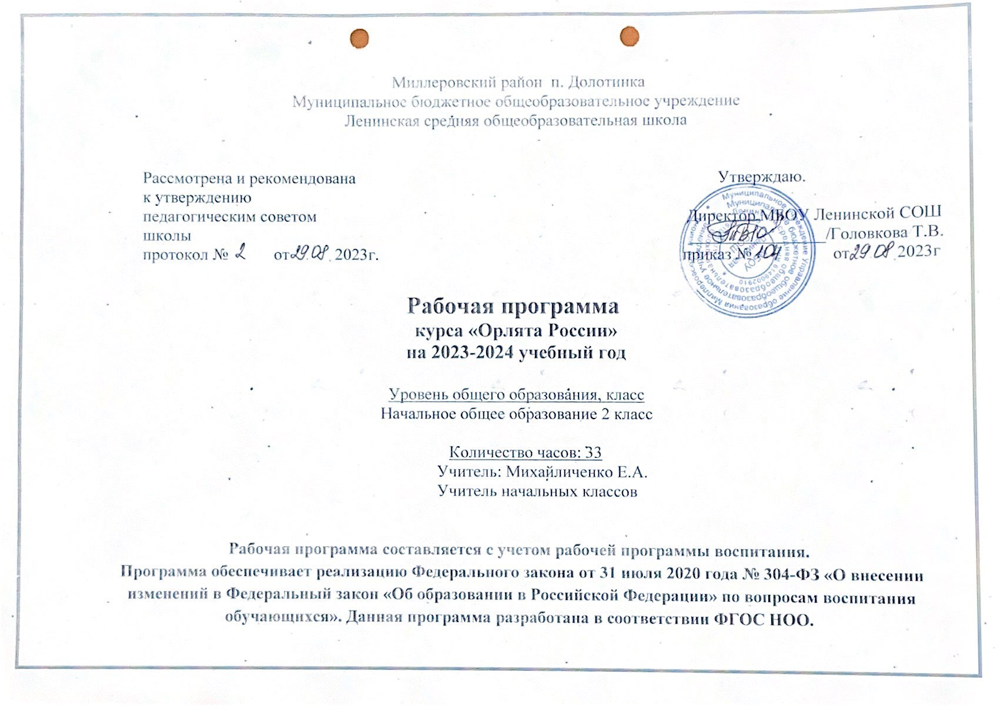 Миллеровский район п. Долотинка
Муниципальное бюджетное общеобразовательное учреждение
Ленинская средняя общеобразовательная школа
Рассмотрена и рекомендована
к утверждению
педагогическим советом
школы
протокол № 2 от 29.08. 2023г.
Утверждаю.
Директор МБОУ Ленинской СОШ
/Головкова Т.В.
приказ № 104 от 29.08.2023г
Рабочая программа
курса «Орлята России»
на 2023-2024 учебный год
Уровень общего образования, класс
Начальное общее образование 2 класс
Количество часов: 33
Учитель: Михайличенко Е.А.
Учитель начальных классов
Рабочая программа составляется с учетом рабочей программы воспитания.
Программа обеспечивает реализацию Федерального закона от 31 июля 2020 года № 304-ФЗ «О внесении
изменений в Федеральный закон «Об образовании в Российской Федерации» по вопросам воспитания
обучающихся». Данная программа разработана в соответствии ФГОС НОО.